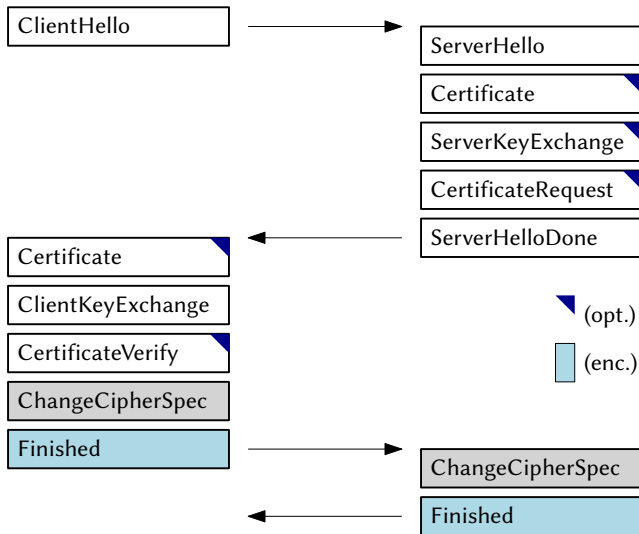 ClientHello
ServerHello
Certificate
ServerKeyExchange
CertificateRequest
ServerHelloDone
Certificate
ClientKeyExchange
CertificateVerify
ChangeCipherSpec
Finished
(opt.)
(enc.)
ChangeCipherSpec
Finished